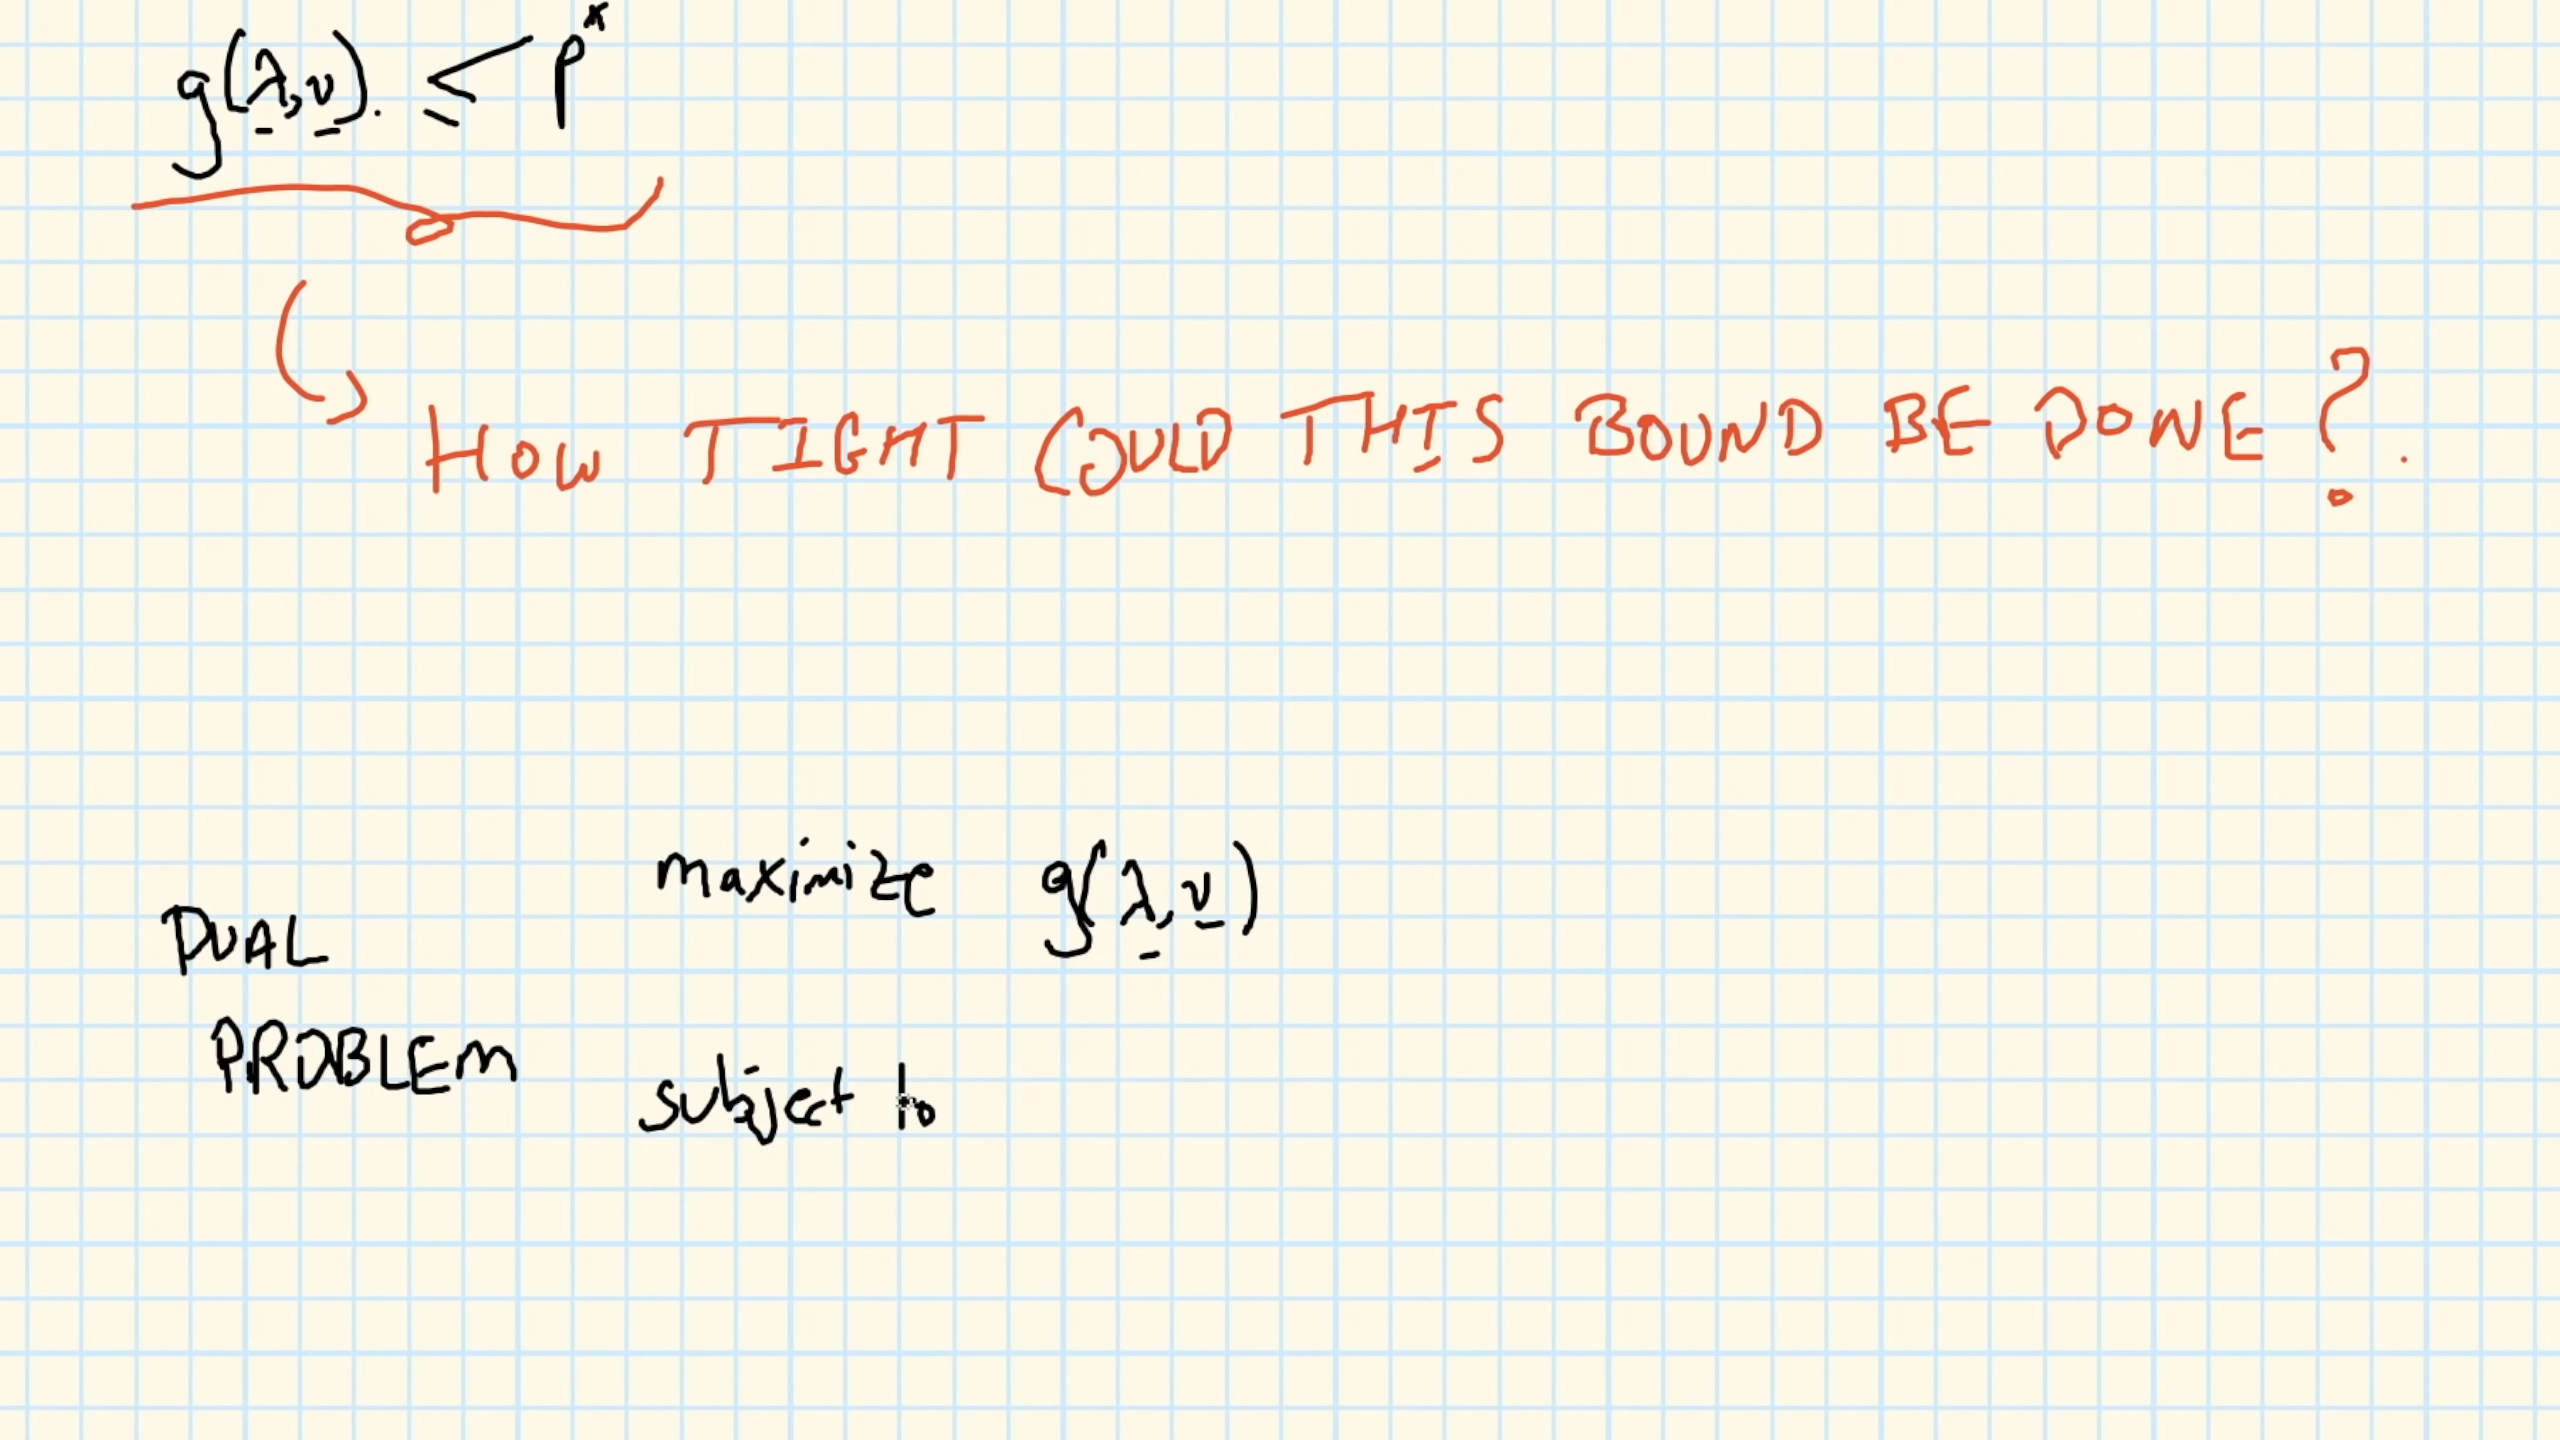 g(λ, ν). ≤ p*
HOW TIGHT COULD THIS BOUND BE DONE ?.
maximize g(λ, ν)
DUAL
PROBLEM
subject to